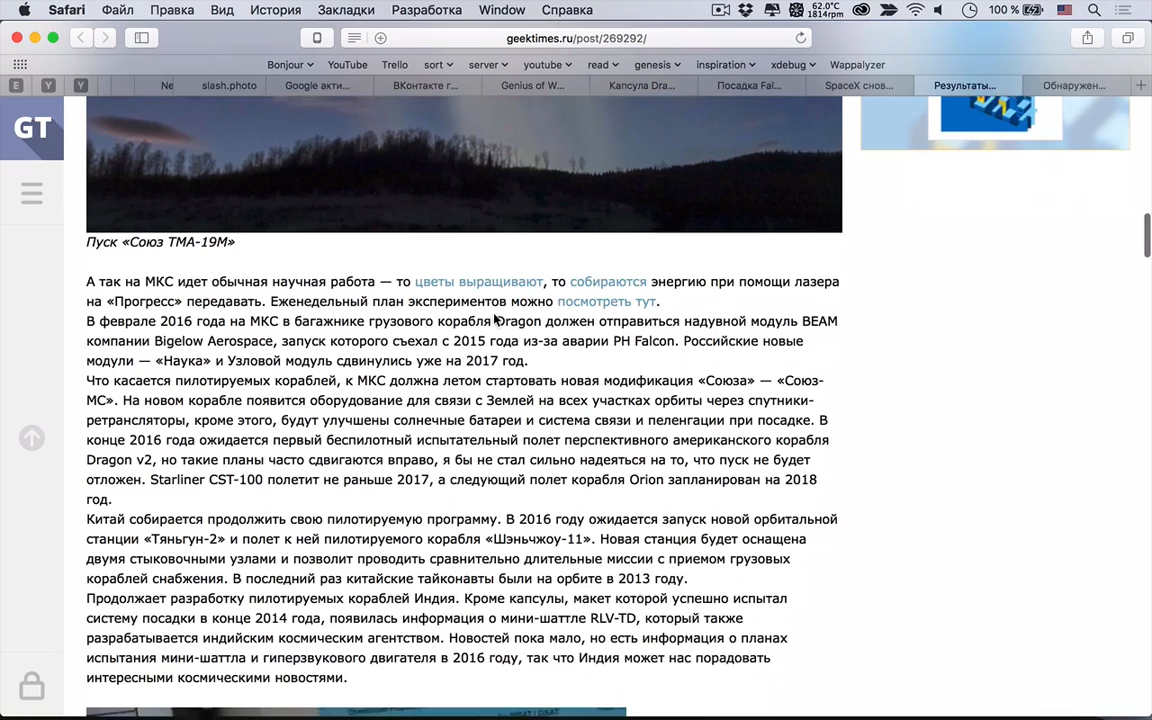 Safari Файл Правка Вид История Закладки Разработка Window Справка 62.0°C 1814rpm 100 %
geektimes.ru/post/269292/
Bonjour YouTube Trello sort server youtube read genesis inspiration xdebug Wappalyzer
E Y Y Ne slash.photo Google акти... ВКонтакте г... Genius of W... Капсула Dra... Посадка Fal... SpaceX снов... Результаты... Обнаружен...
GT
Пуск «Союз ТМА-19М»
А так на МКС идет обычная научная работа — то цветы выращивают, то собираются энергию при помощи лазера
на «Прогресс» передавать. Еженедельный план экспериментов можно посмотреть тут.
В феврале 2016 года на МКС в багажнике грузового корабля Dragon должен отправиться надувной модуль BEAM
компании Bigelow Aerospace, запуск которого съехал с 2015 года из-за аварии РН Falcon. Российские новые
модули — «Наука» и Узловой модуль сдвинулись уже на 2017 год.
Что касается пилотируемых кораблей, к МКС должна летом стартовать новая модификация «Союза» — «Союз-
МС». На новом корабле появится оборудование для связи с Землей на всех участках орбиты через спутники-
ретрансляторы, кроме этого, будут улучшены солнечные батареи и система связи и пеленгации при посадке. В
конце 2016 года ожидается первый беспилотный испытательный полет перспективного американского корабля
Dragon v2, но такие планы часто сдвигаются вправо, я бы не стал сильно надеяться на то, что пуск не будет
отложен. Starliner CST-100 полетит не раньше 2017, а следующий полет корабля Orion запланирован на 2018
год.
Китай собирается продолжить свою пилотируемую программу. В 2016 году ожидается запуск новой орбитальной
станции «Тяньгун-2» и полет к ней пилотируемого корабля «Шэньчжоу-11». Новая станция будет оснащена
двумя стыковочными узлами и позволит проводить сравнительно длительные миссии с приемом грузовых
кораблей снабжения. В последний раз китайские тайконавты были на орбите в 2013 году.
Продолжает разработку пилотируемых кораблей Индия. Кроме капсулы, макет которой успешно испытал
систему посадки в конце 2014 года, появилась информация о мини-шаттле RLV-TD, который также
разрабатывается индийским космическим агентством. Новостей пока мало, но есть информация о планах
испытания мини-шаттла и гиперзвукового двигателя в 2016 году, так что Индия может нас порадовать
интересными космическими новостями.